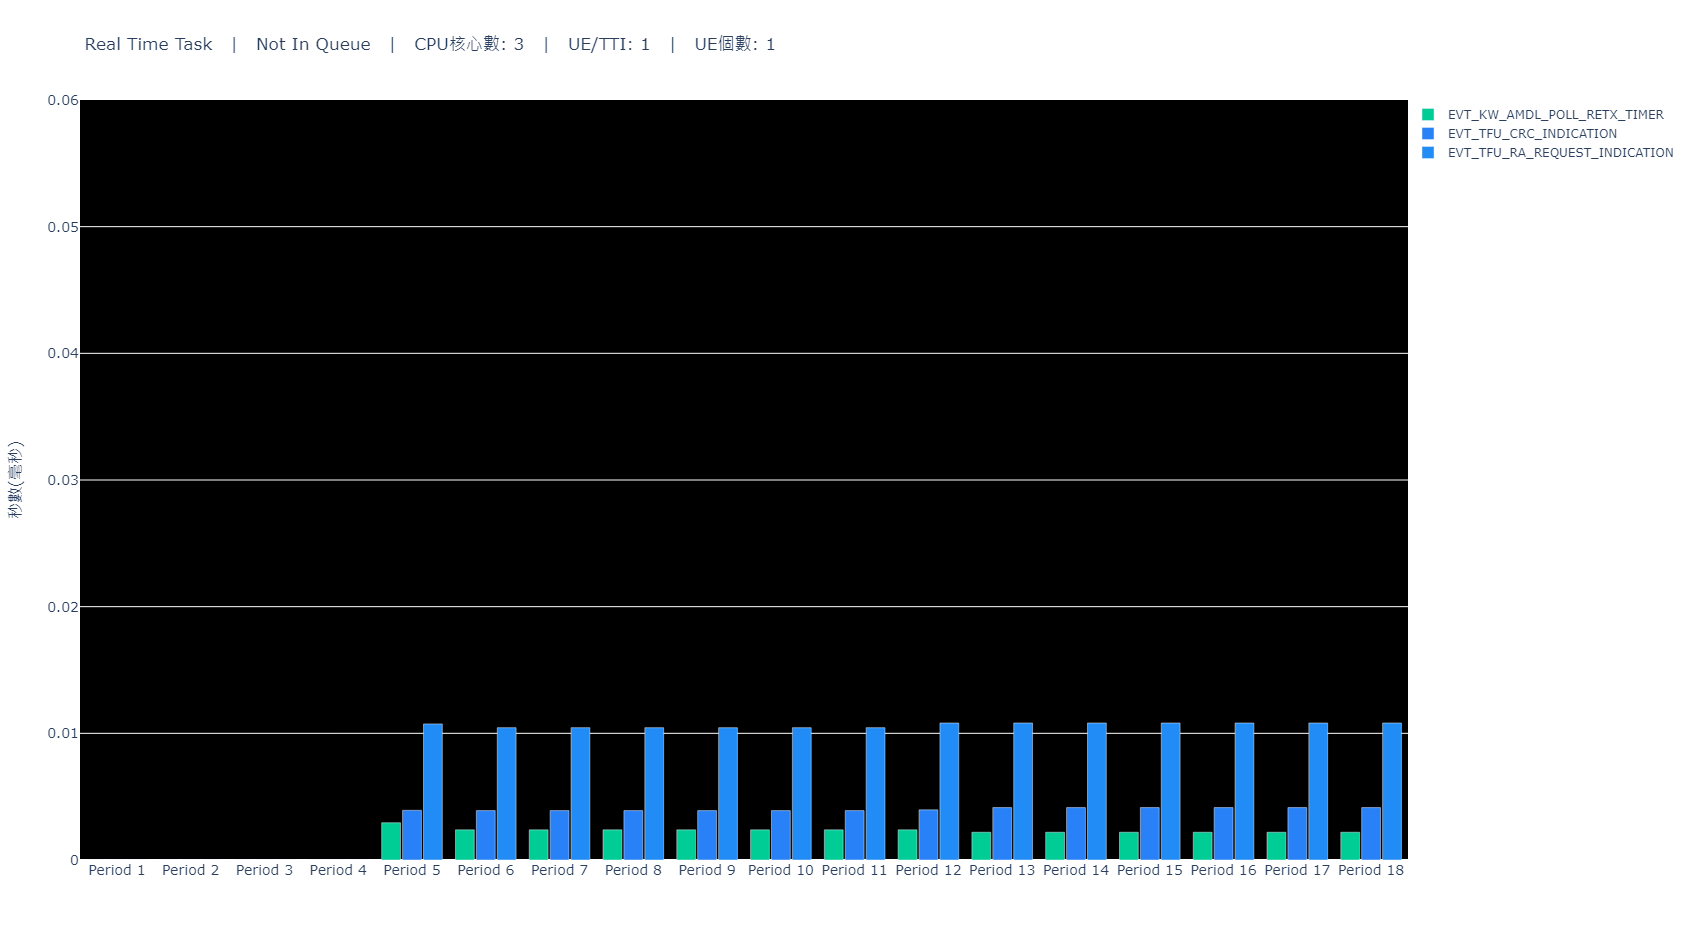 Real Time Task | Not In Queue | CPU核心數: 3 | UE/TTI: 1 | UE個數: 1
EVT_KW_AMDL_POLL_RETX_TIMER
EVT_TFU_CRC_INDICATION
EVT_TFU_RA_REQUEST_INDICATION
秒數(毫秒)
0.06
0.05
0.04
0.03
0.02
0.01
0
Period 1 Period 2 Period 3 Period 4 Period 5 Period 6 Period 7 Period 8 Period 9 Period 10 Period 11 Period 12 Period 13 Period 14 Period 15 Period 16 Period 17 Period 18